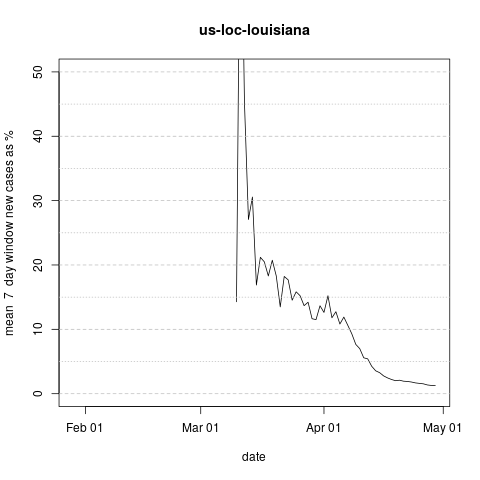 us-loc-louisiana
mean 7 day window new cases as %
50
40
30
20
10
0
Feb 01
Mar 01
Apr 01
May 01
date